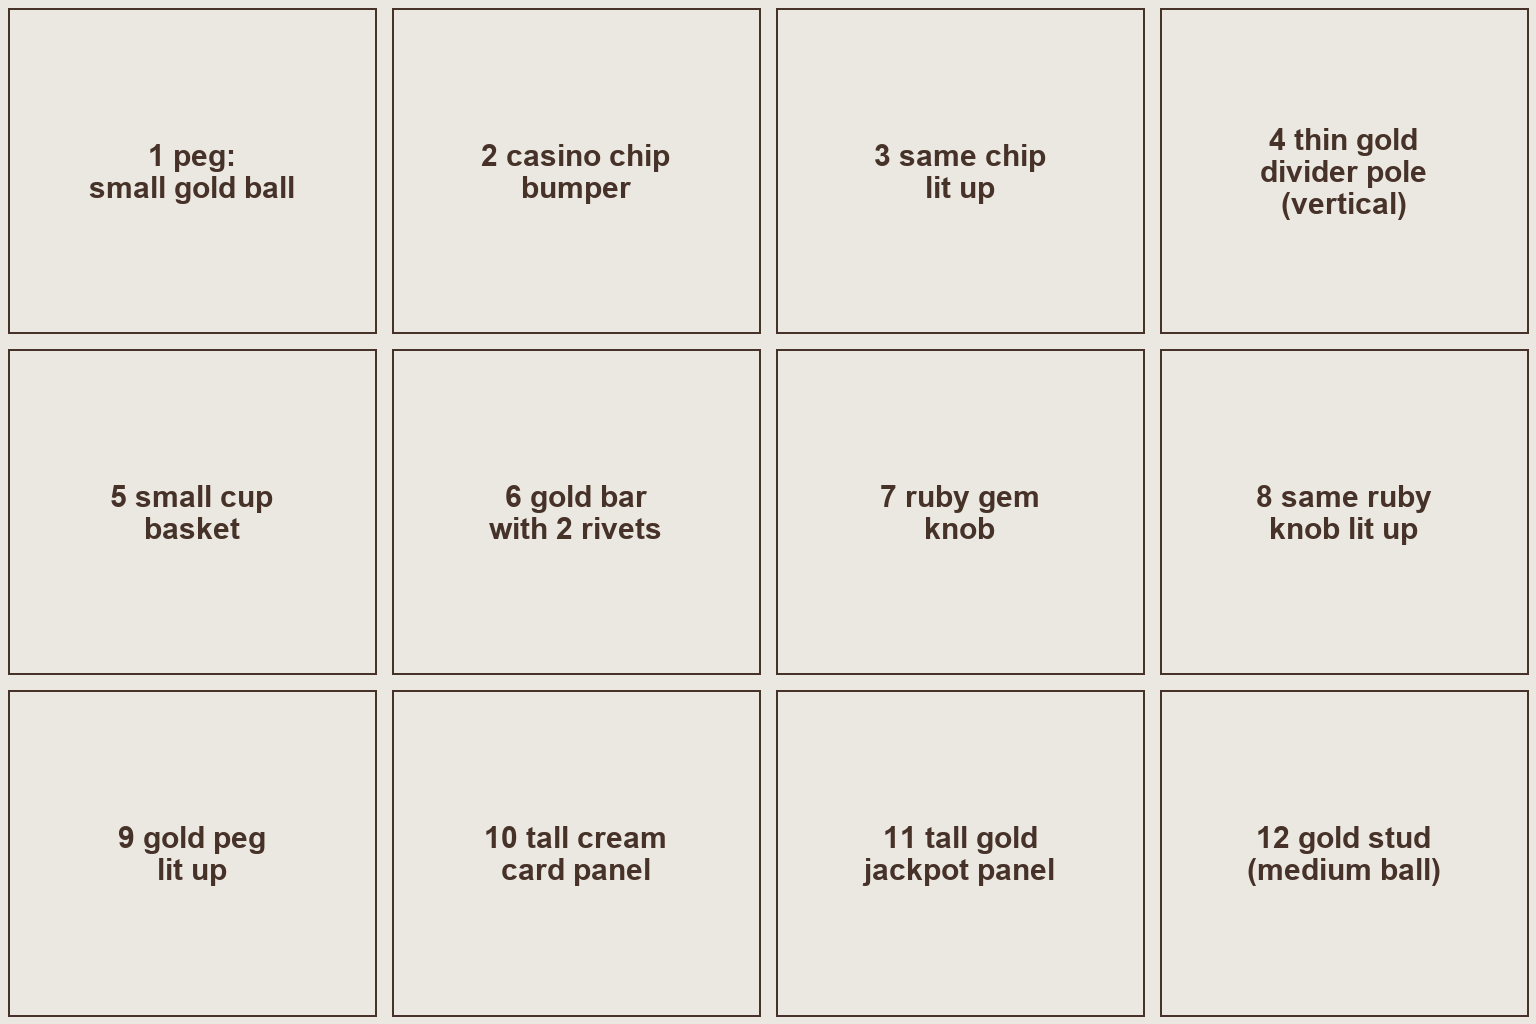 1 peg:
small gold ball
2 casino chip
bumper
3 same chip
lit up
4 thin gold
divider pole
(vertical)
5 small cup
basket
6 gold bar
with 2 rivets
7 ruby gem
knob
8 same ruby
knob lit up
9 gold peg
lit up
10 tall cream
card panel
11 tall gold
jackpot panel
12 gold stud
(medium ball)